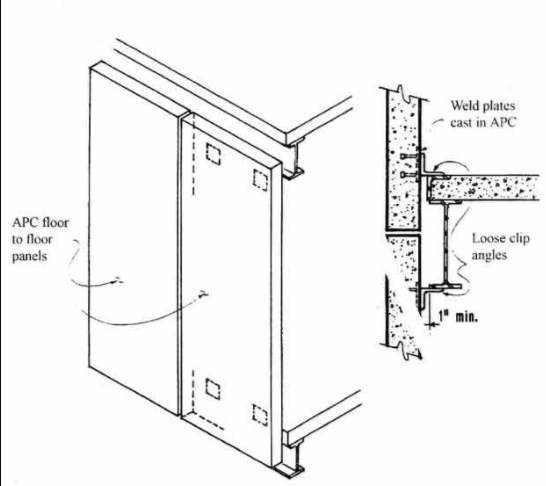 Weld plates
cast in APC
APC floor
to floor
panels
Loose clip
angles
1" min.